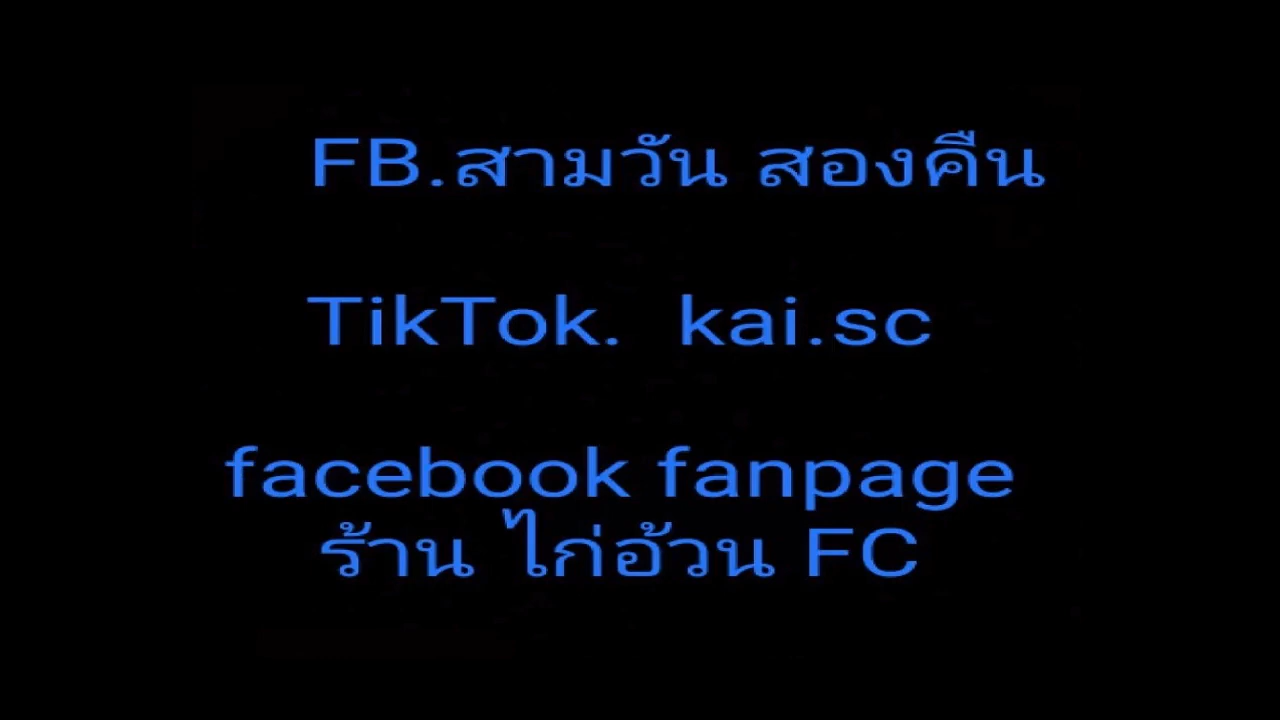 FB.สามวัน สองคืน
TikTok. kai.sc
facebook fanpage
ร้าน ไก่อ้วน FC